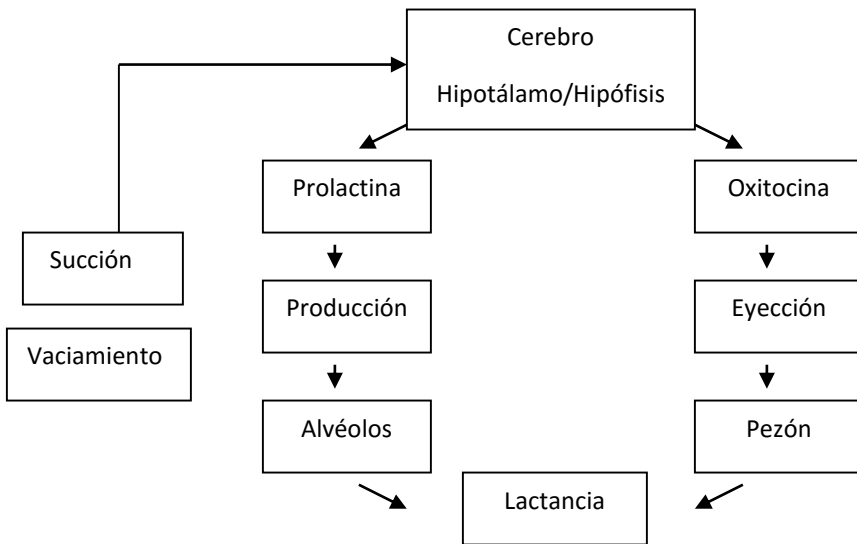 Cerebro
Hipotálamo/Hipófisis
Prolactina
Oxitocina
Succión
Producción
Eyección
Vaciamiento
Alvéolos
Pezón
Lactancia